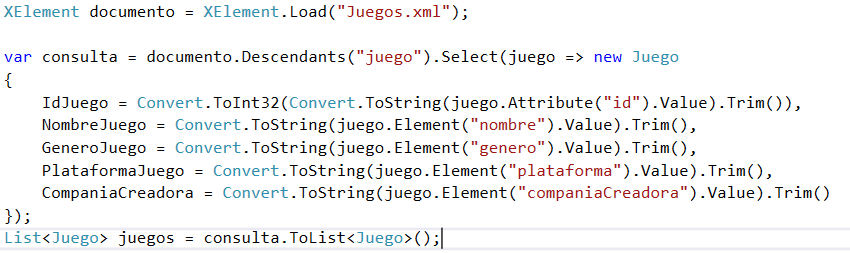 XElement documento = XElement.Load("Juegos.xml");
var consulta = documento.Descendants("juego").Select(juego => new Juego
{
IdJuego = Convert.ToInt32(Convert.ToString(juego.Attribute("id").Value).Trim()),
NombreJuego = Convert.ToString(juego.Element("nombre").Value).Trim(),
GeneroJuego = Convert.ToString(juego.Element("genero").Value).Trim(),
PlataformaJuego = Convert.ToString(juego.Element("plataforma").Value).Trim(),
CompaniaCreadora = Convert.ToString(juego.Element("companiaCreadora").Value).Trim()
});
List<Juego> juegos = consulta.ToList<Juego>();